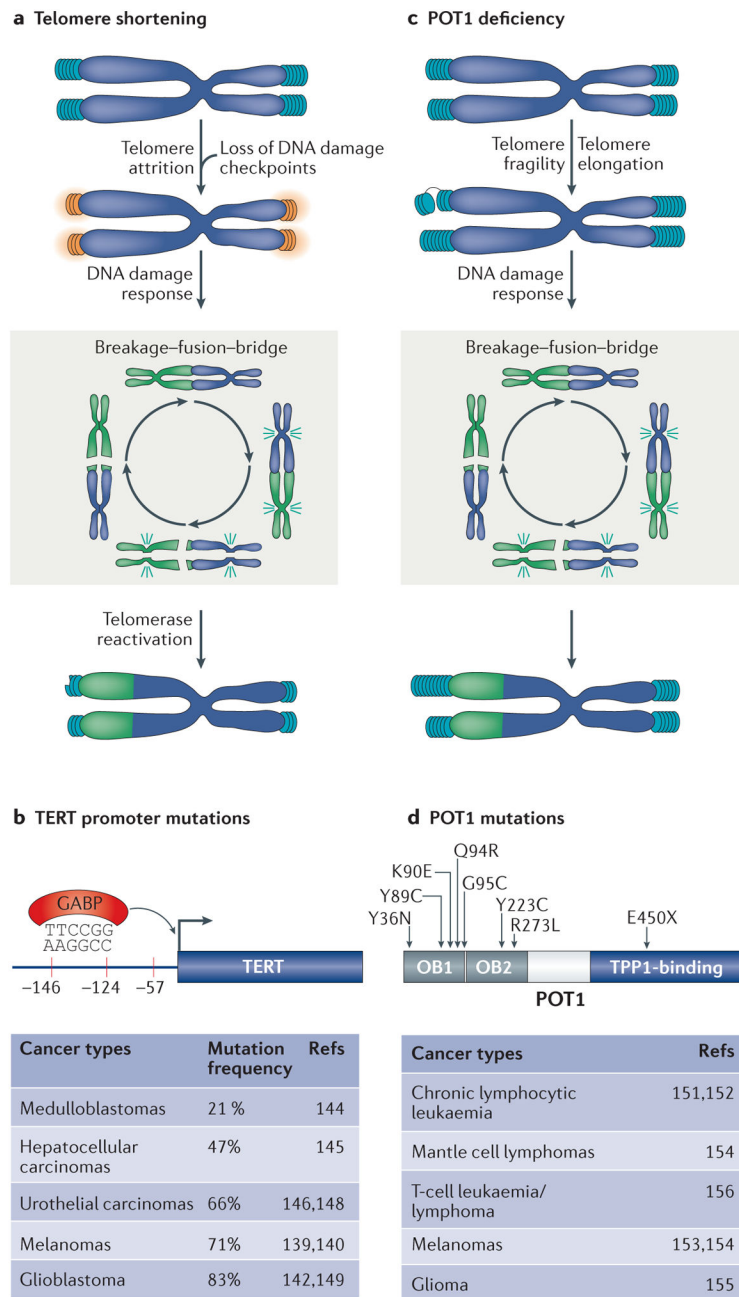 a Telomere shortening
Telomere
attrition
Loss of DNA damage
checkpoints
DNA damage
response
Breakage–fusion–bridge
Telomerase
reactivation
b TERT promoter mutations
GABP
TTCCGG
AAGGCC
TERT
–146 –124 –57
Cancer types Mutation frequency Refs
Medulloblastomas 21 % 144
Hepatocellular
carcinomas 47% 145
Urothelial carcinomas 66% 146,148
Melanomas 71% 139,140
Glioblastoma 83% 142,149
c POT1 deficiency
Telomere
fragility
Telomere
elongation
DNA damage
response
Breakage–fusion–bridge
d POT1 mutations
Q94R
K90E
G95C
Y89C
Y223C
Y36N
R273L
E450X
OB1 OB2 TPP1-binding
POT1
Cancer types Refs
Chronic lymphocytic
leukaemia 151,152
Mantle cell lymphomas 154
T-cell leukaemia/
lymphoma 156
Melanomas 153,154
Glioma 155